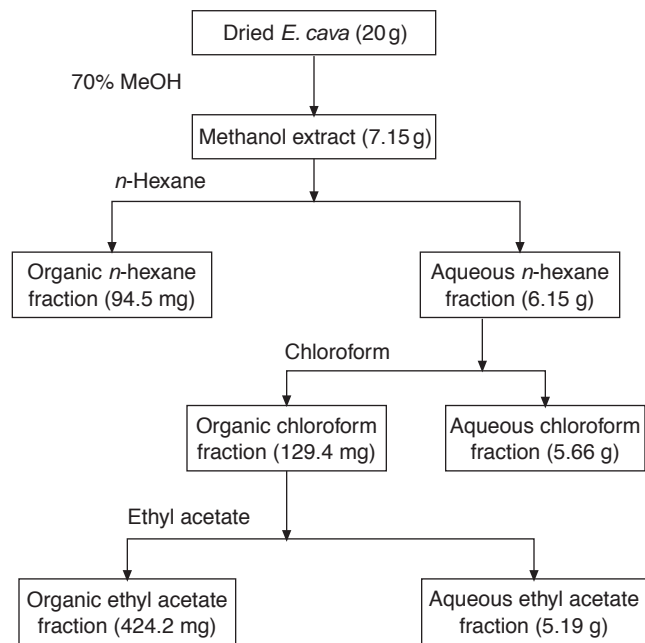 Dried E. cava (20 g)
70% MeOH
Methanol extract (7.15 g)
n-Hexane
Organic n-hexane
fraction (94.5 mg)
Aqueous n-hexane
fraction (6.15 g)
Chloroform
Organic chloroform
fraction (129.4 mg)
Aqueous chloroform
fraction (5.66 g)
Ethyl acetate
Organic ethyl acetate
fraction (424.2 mg)
Aqueous ethyl acetate
fraction (5.19 g)